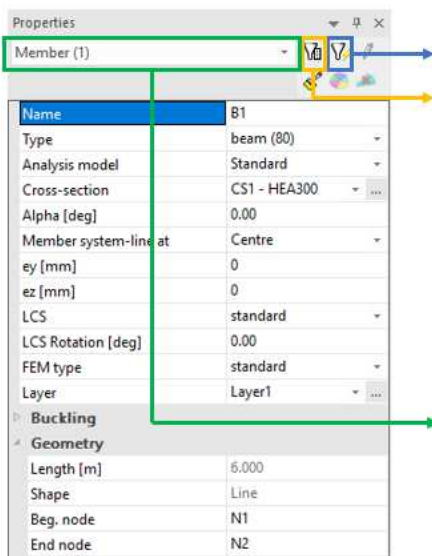 Properties
Member (1)
Name B1
Type beam (80)
Analysis model Standard
Cross-section CS1 - HEA300 ...
Alpha [deg] 0.00
Member system-line at Centre
ey [mm] 0
ez [mm] 0
LCS standard
LCS Rotation [deg] 0.00
FEM type standard
Layer Layer1 ...
Buckling
Geometry
Length [m] 6.000
Shape Line
Beg. node N1
End node N2